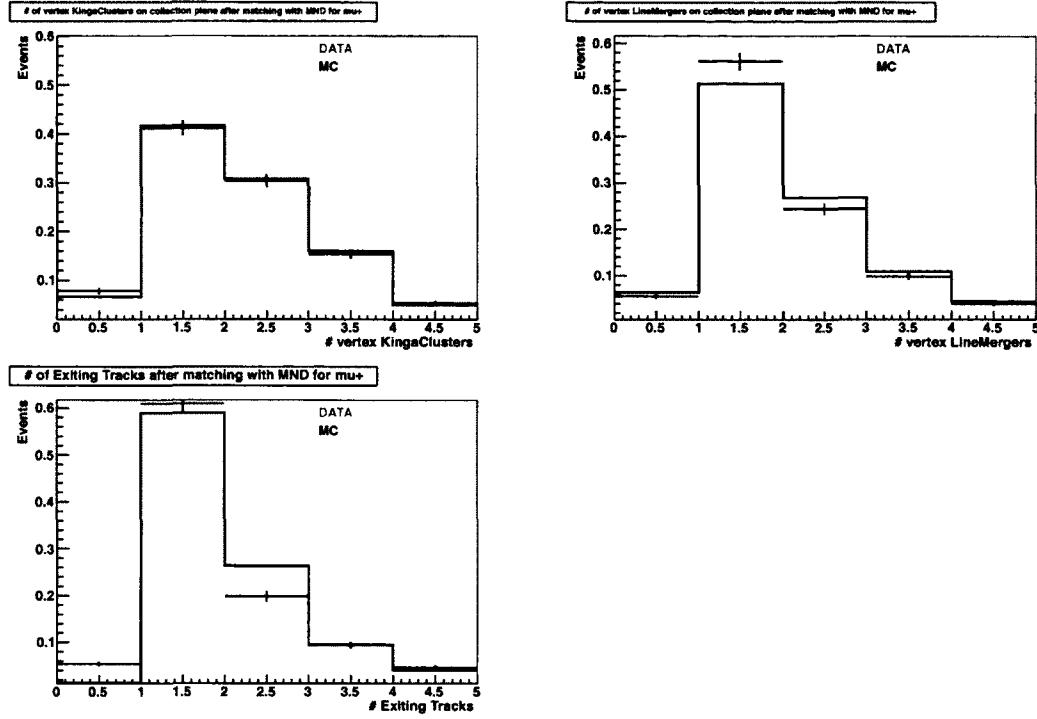 # of vertex KingaClusters on collection plane after matching with MND for mu+
Events
0.6
0.5
0.4
0.3
0.2
0.1
DATA
MC
0 0.5 1 1.5 2 2.5 3 3.5 4 4.5 5
# vertex KingaClusters
# of vertex LineMergers on collection plane after matching with MND for mu+
Events
0.6
0.5
0.4
0.3
0.2
0.1
DATA
MC
0 0.5 1 1.5 2 2.5 3 3.5 4 4.5 5
# vertex LineMergers
# of Exiting Tracks after matching with MND for mu+
Events
0.6
0.5
0.4
0.3
0.2
0.1
DATA
MC
0 0.5 1 1.5 2 2.5 3 3.5 4 4.5 5
# Exiting Tracks